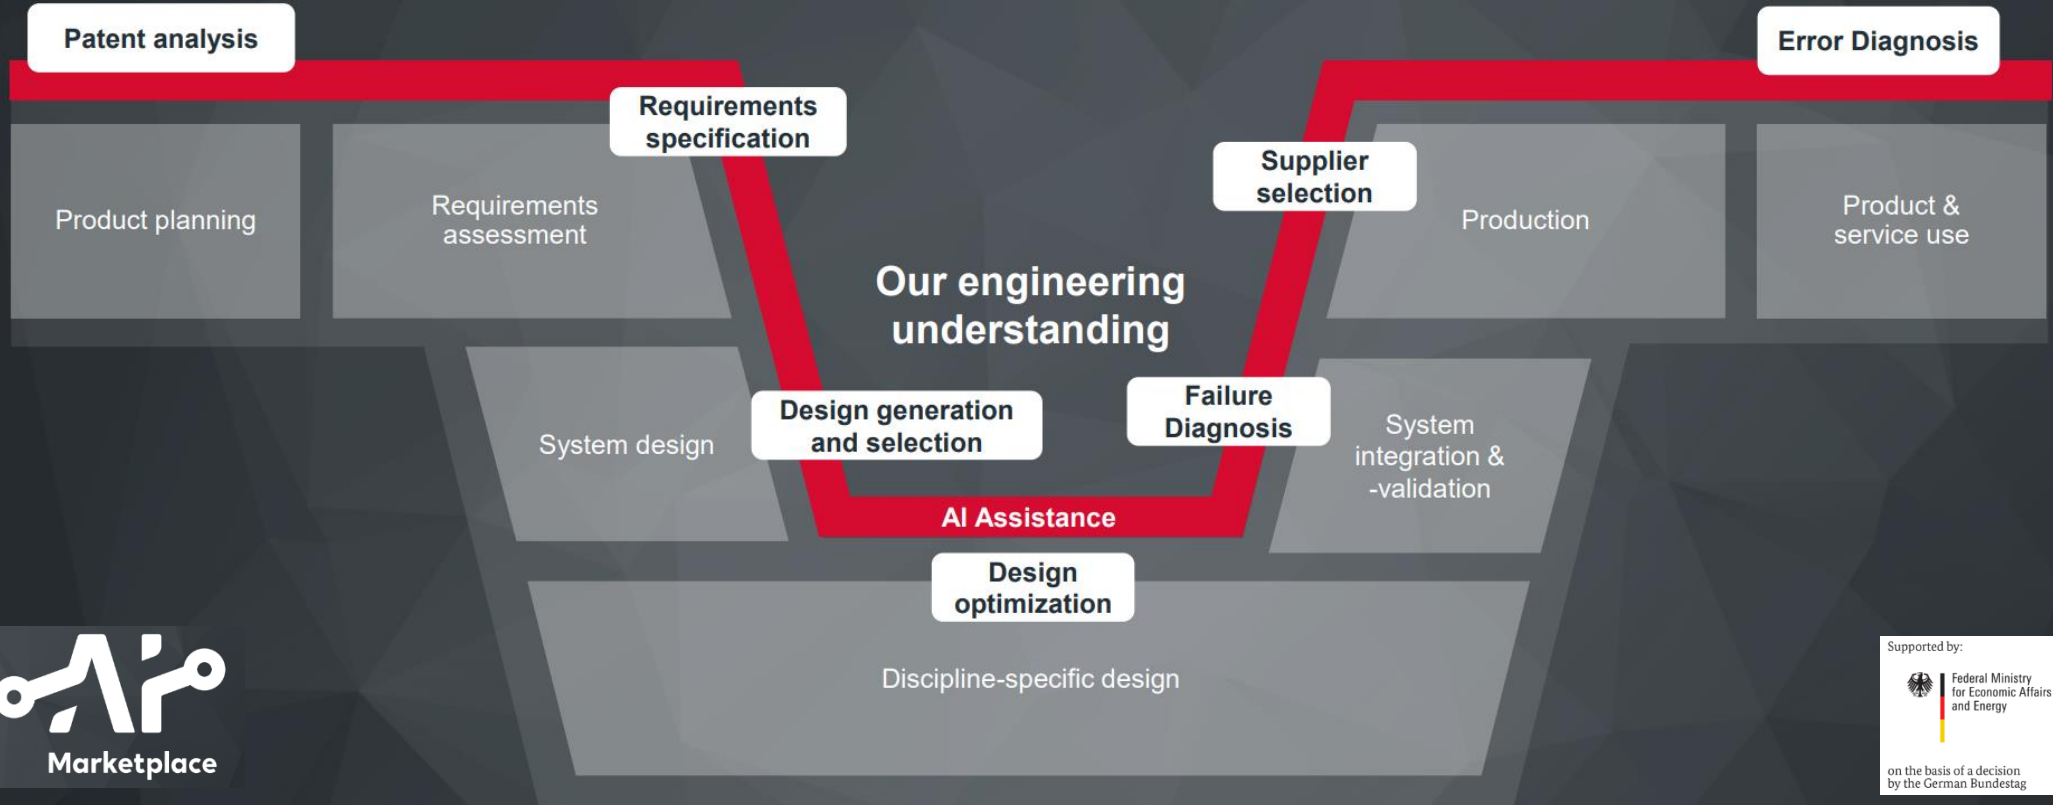 Patent analysis
Error Diagnosis
Requirements
specification
Supplier
selection
Product planning
Requirements
assessment
Production
Product &
service use
Our engineering
understanding
Design generation
and selection
Failure
Diagnosis
System design
System
integration &
-validation
AI Assistance
Design
optimization
Discipline-specific design
AI
Marketplace
Supported by:
Federal Ministry
for Economic Affairs
and Energy
on the basis of a decision
by the German Bundestag